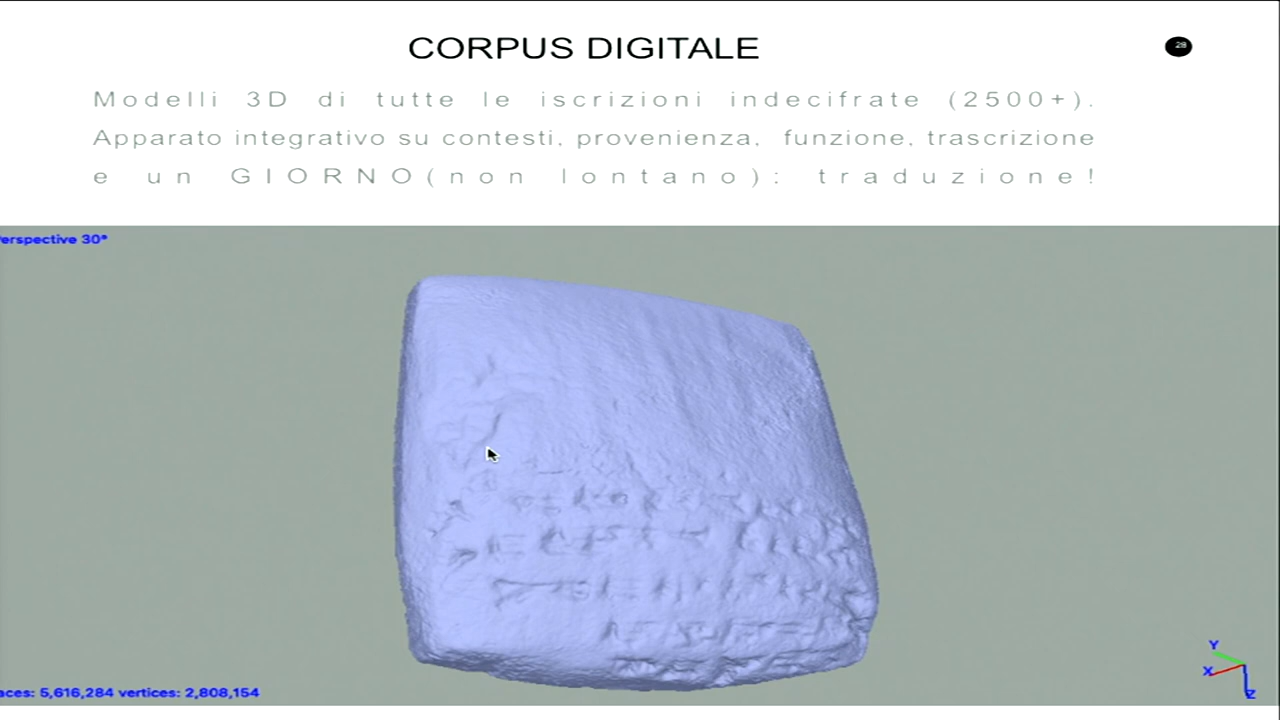 CORPUS DIGITALE
28
Modelli 3D di tutte le iscrizioni indecifrate (2500+).
Apparato integrativo su contesti, provenienza, funzione, trascrizione
e un GIORNO(non lontano): traduzione!
erspective 30°
aces: 5,616,284 vertices: 2,808,154
Y
X
Z